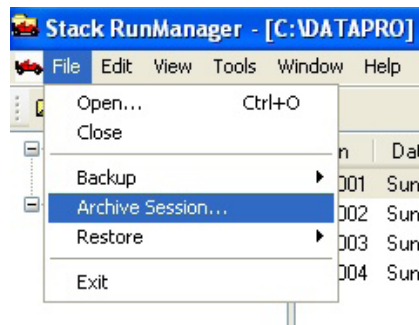 Stack RunManager - [C:\DATAPRO]
File Edit View Tools Window Help
Open... Ctrl+O
Close
Backup
Archive Session...
Restore
Exit
001 Sun
002 Sun
003 Sun
004 Sun